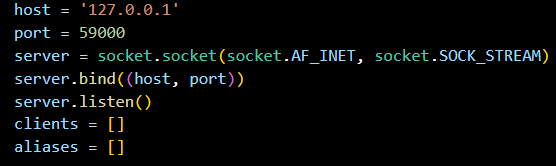 host = '127.0.0.1'
port = 59000
server = socket.socket(socket.AF_INET, socket.SOCK_STREAM)
server.bind((host, port))
server.listen()
clients = []
aliases = []